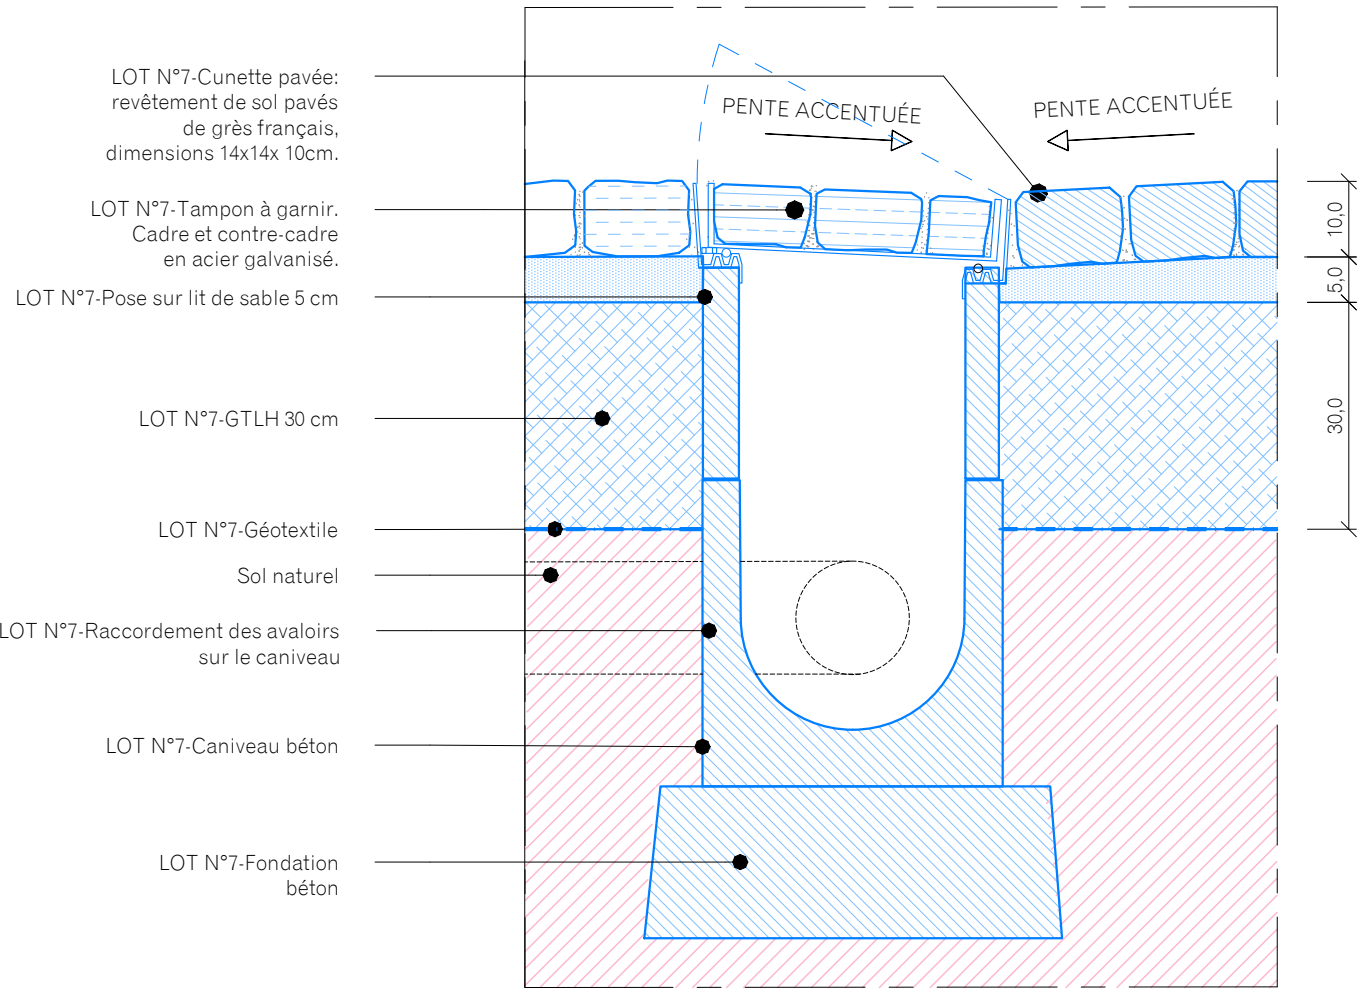 LOT N°7-Cunette pavée:
revêtement de sol pavés
de grès français,
dimensions 14x14x 10cm.
PENTE ACCENTUÉE
PENTE ACCENTUÉE
LOT N°7-Tampon à garnir.
Cadre et contre-cadre
en acier galvanisé.
10,0
LOT N°7-Pose sur lit de sable 5 cm
5,0
LOT N°7-GTLH 30 cm
30,0
LOT N°7-Géotextile
Sol naturel
LOT N°7-Raccordement des avaloirs
sur le caniveau
LOT N°7-Caniveau béton
LOT N°7-Fondation
béton